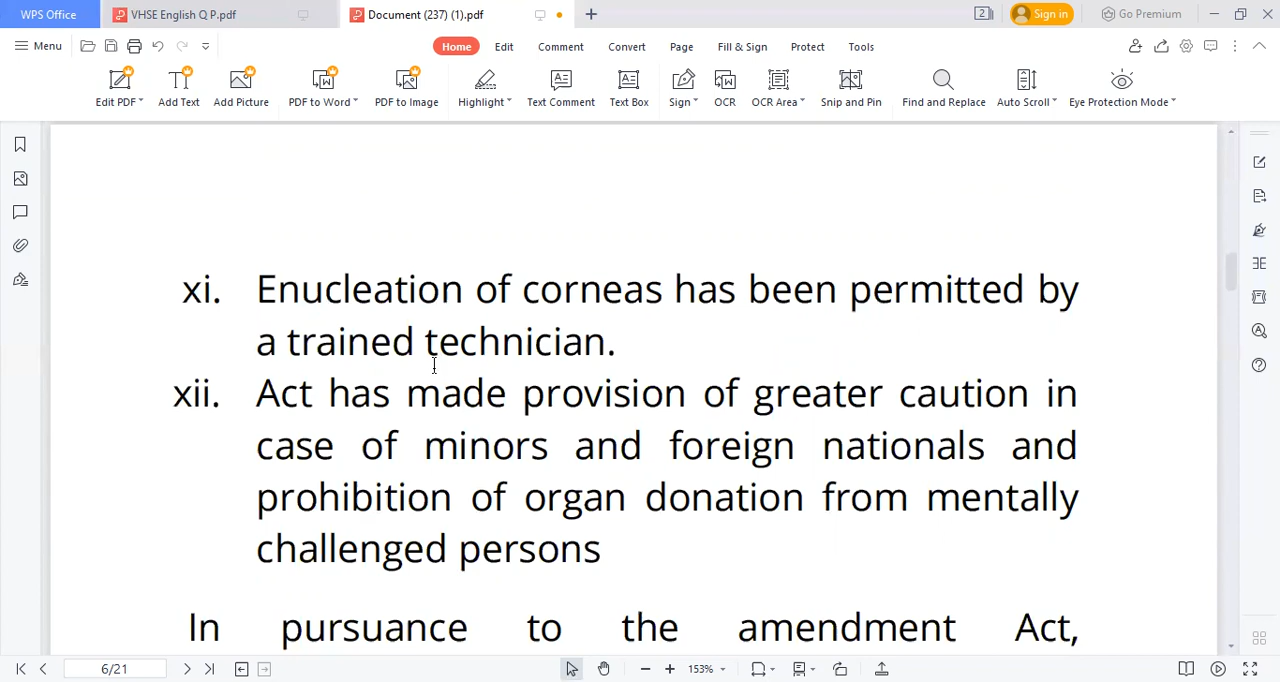 WPS Office VHSE English Q P.pdf Document (237) (1).pdf 2 Sign in Go Premium
Menu Home Edit Comment Convert Page Fill & Sign Protect Tools
Edit PDF Add Text Add Picture PDF to Word PDF to Image Highlight Text Comment Text Box Sign OCR OCR Area Snip and Pin Find and Replace Auto Scroll Eye Protection Mode
xi. Enucleation of corneas has been permitted by
a trained technician.
xii. Act has made provision of greater caution in
case of minors and foreign nationals and
prohibition of organ donation from mentally
challenged persons
In pursuance to the amendment Act,
6/21 153%